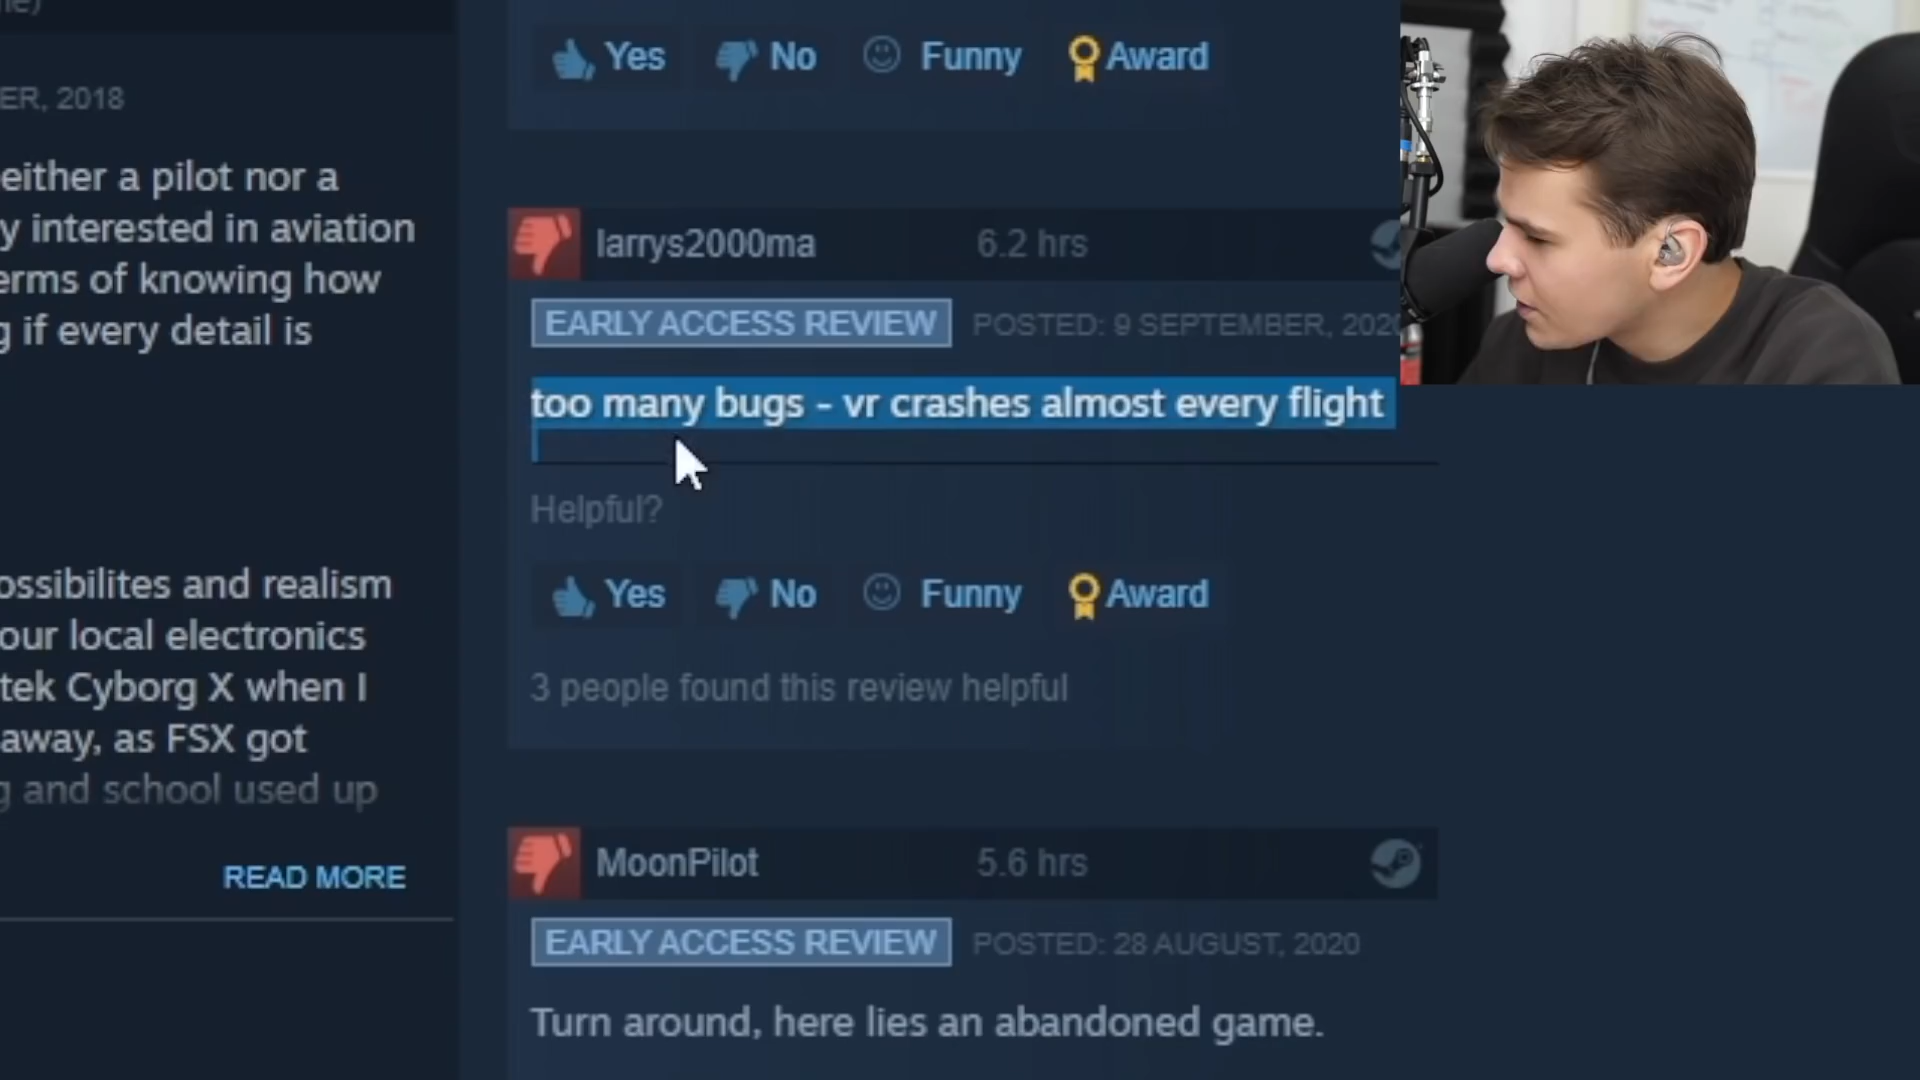 ER, 2018
either a pilot nor a
y interested in aviation
erms of knowing how
g if every detail is
ossibilites and realism
our local electronics
tek Cyborg X when I
away, as FSX got
g and school used up
READ MORE
Yes No Funny Award
larrys2000ma 6.2 hrs
EARLY ACCESS REVIEW POSTED: 9 SEPTEMBER, 2020
too many bugs - vr crashes almost every flight
Helpful?
Yes No Funny Award
3 people found this review helpful
MoonPilot 5.6 hrs
EARLY ACCESS REVIEW POSTED: 28 AUGUST, 2020
Turn around, here lies an abandoned game.